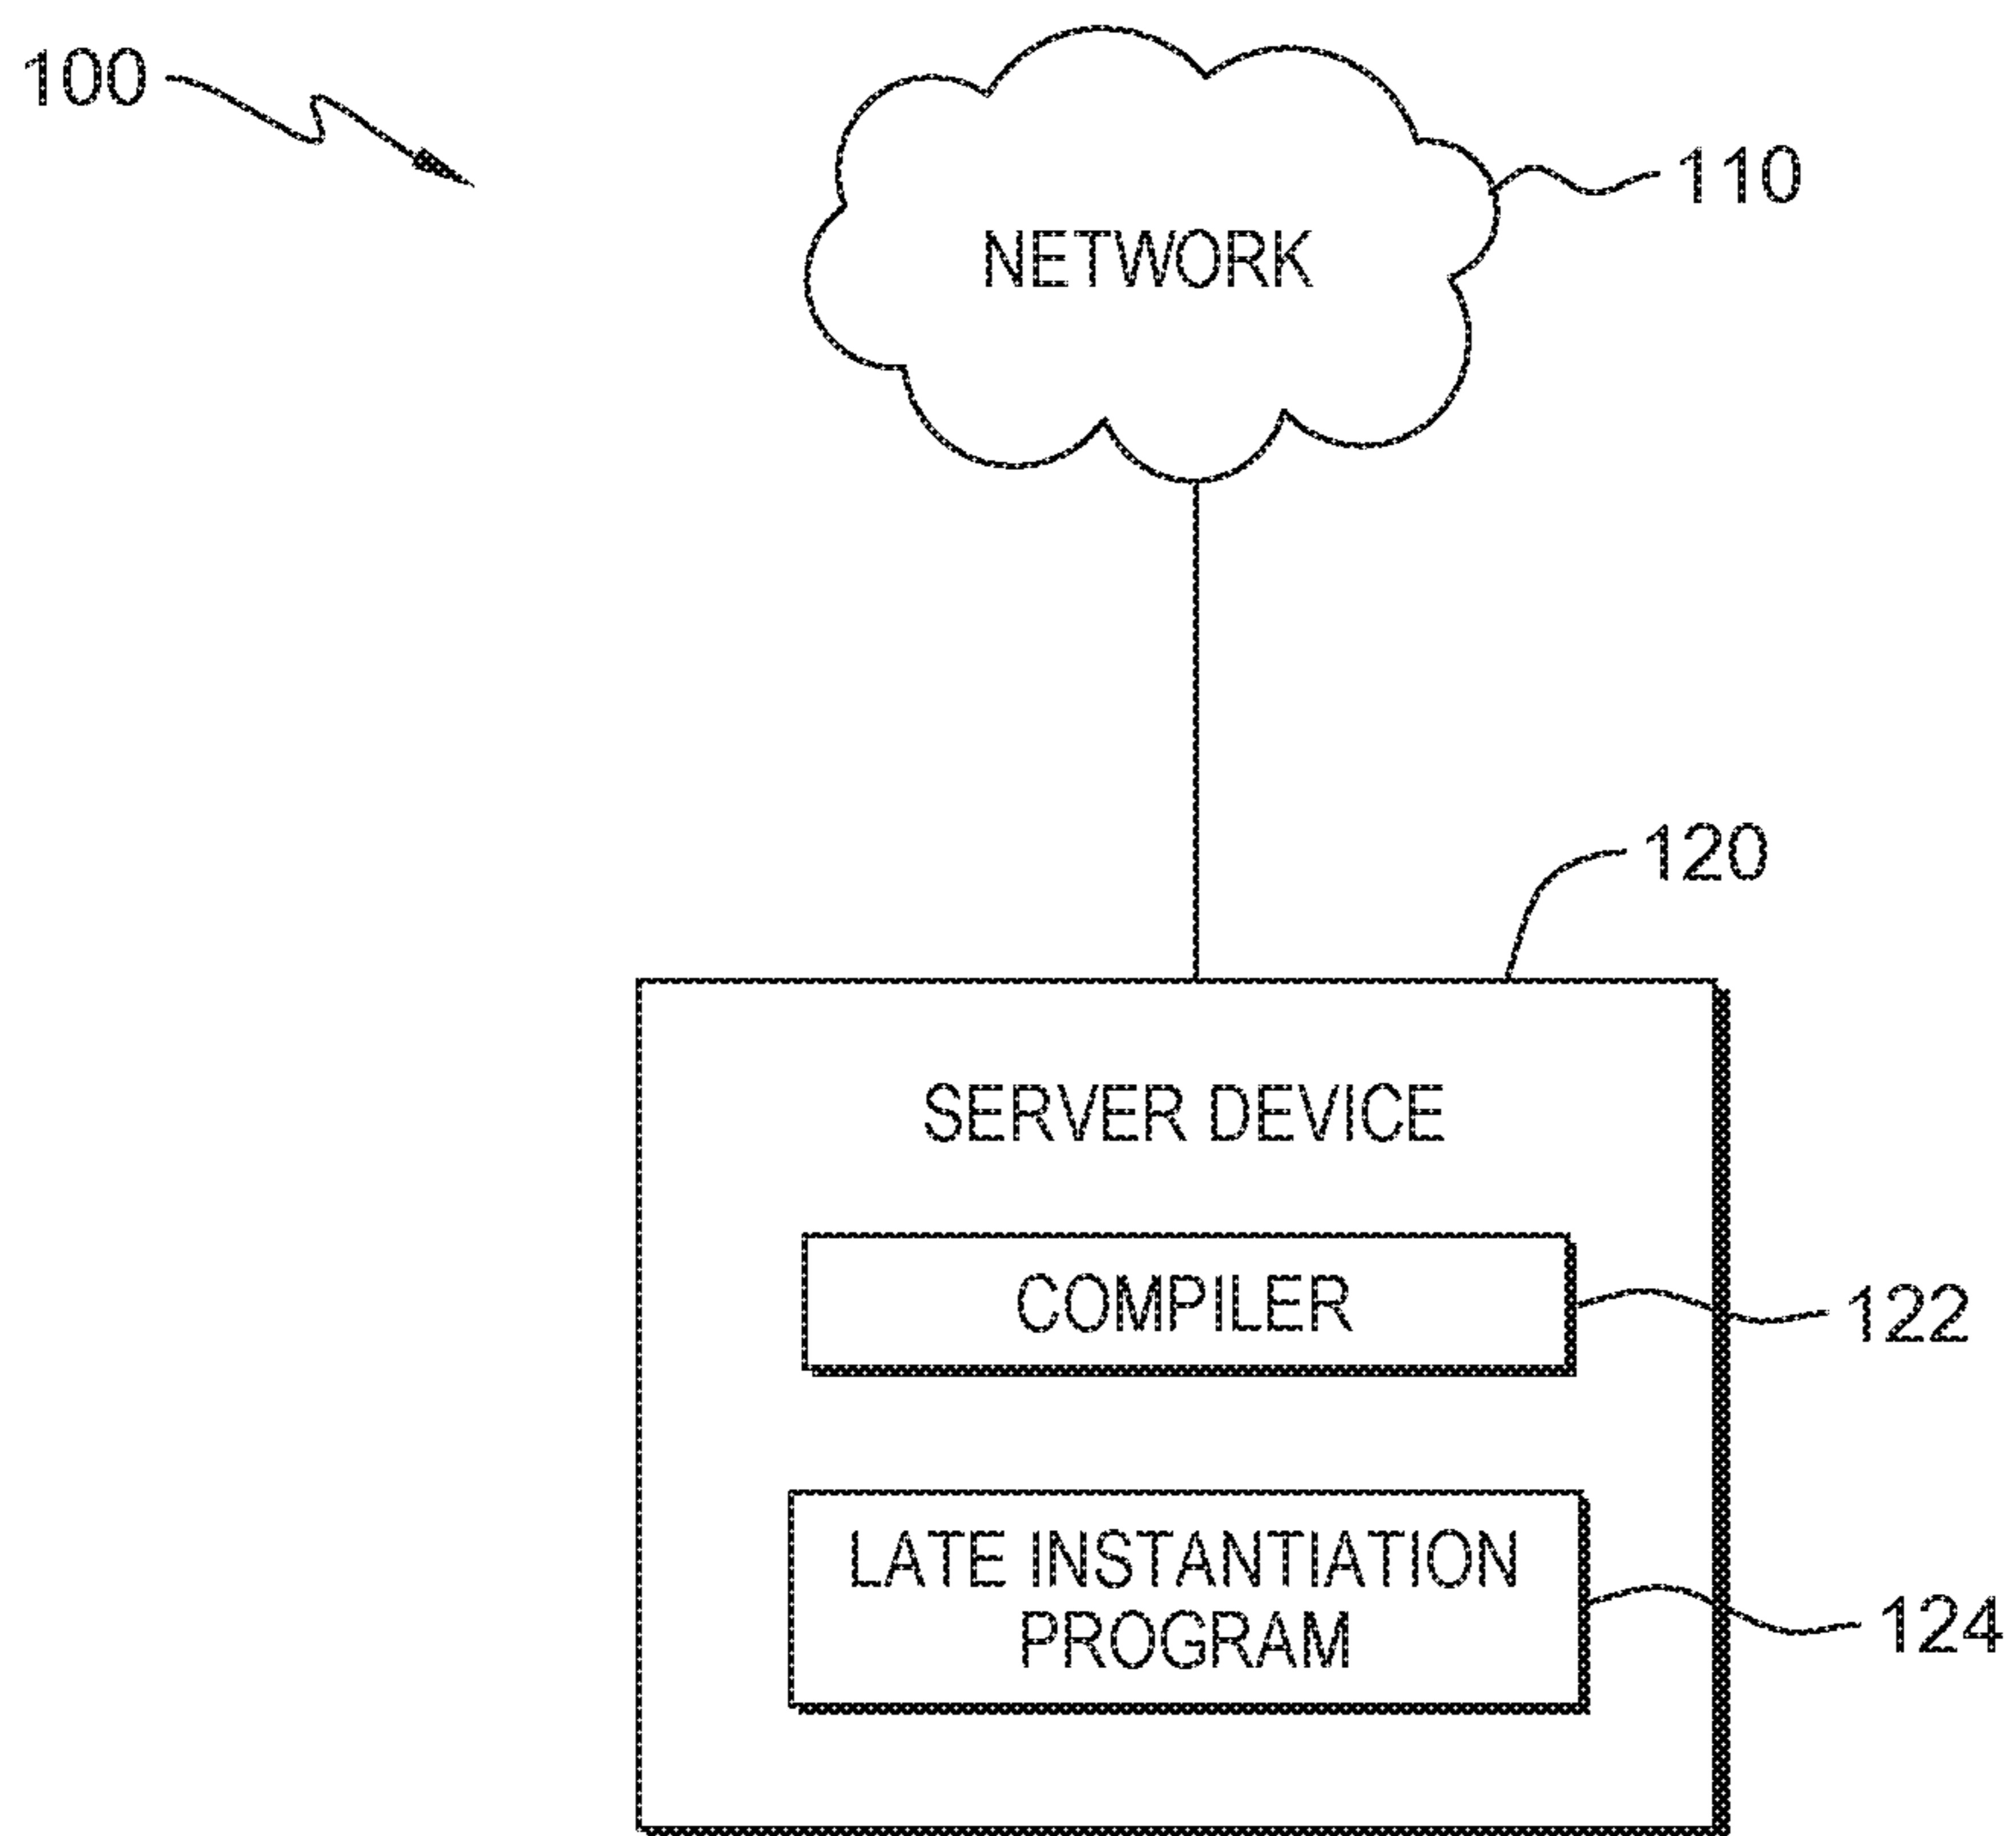 100
110
NETWORK
120
SERVER DEVICE
COMPILER
122
LATE INSTANTIATION
PROGRAM
124